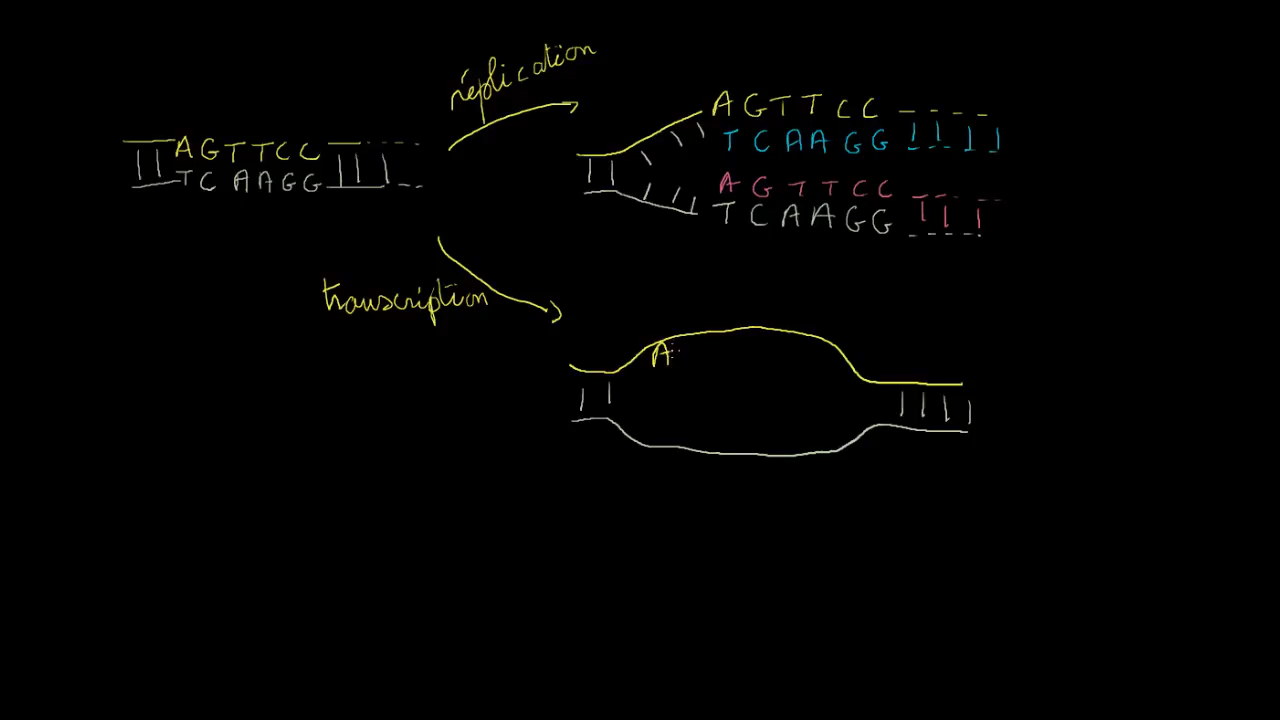 réplication
AGTTCC
TCAAGG
AGTTCC
TCAAGG
AGTTCC
TCAAGG
transcription
A